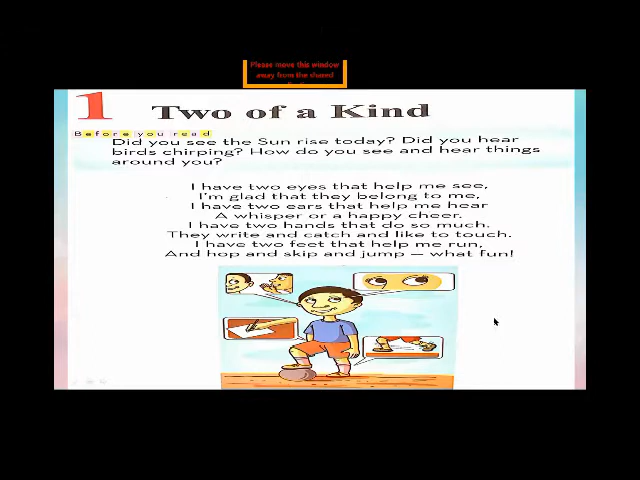 Please move this window
away from the shared
1 Two of a Kind
Before you read
Did you see the Sun rise today? Did you hear
birds chirping? How do you see and hear things
around you?
I have two eyes that help me see,
I'm glad that they belong to me,
I have two ears that help me hear
A whisper or a happy cheer.
I have two hands that do so much.
They write and catch and like to touch.
I have two feet that help me run,
And hop and skip and jump – what fun!